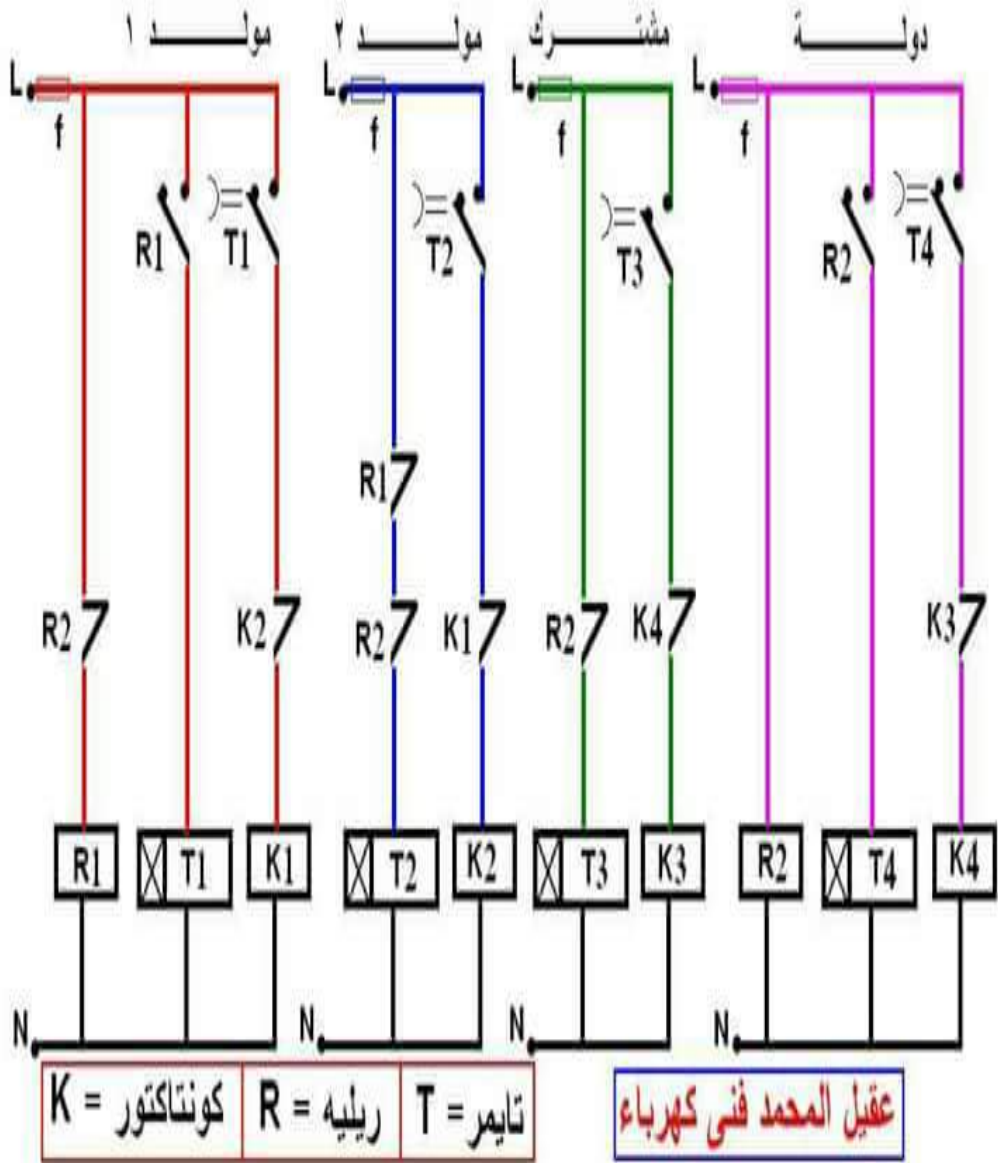 مولد ١ مولد ٢ مشترك دولة
L L L L
f f f f
R1 T1 T2 T3 R2 T4
R1
R2 K2 R2 K1 R2 K4 K3
R1 T1 K1 T2 K2 T3 K3 R2 T4 K4
N N N N
K = كونتاكتور R = ريليه T = تايمر
عقيل المحمد فنى كهرباء